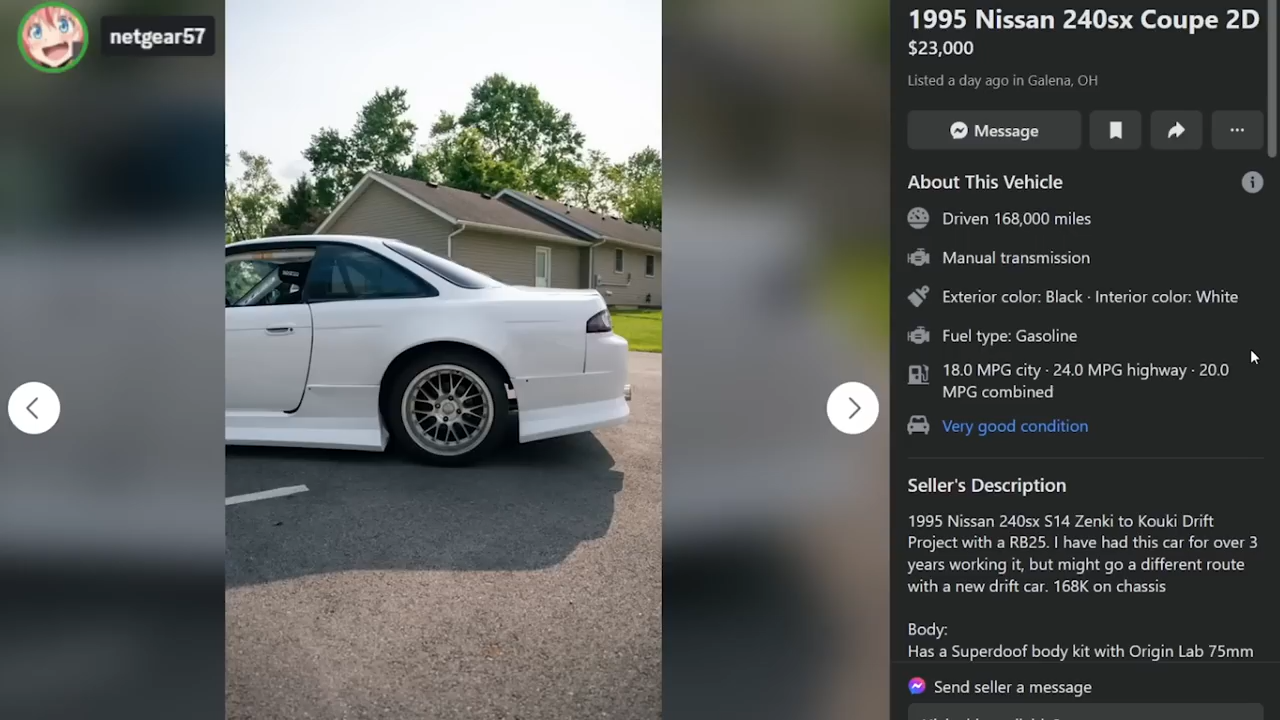 netgear57
1995 Nissan 240sx Coupe 2D
$23,000
Listed a day ago in Galena, OH
Message
About This Vehicle
Driven 168,000 miles
Manual transmission
Exterior color: Black · Interior color: White
Fuel type: Gasoline
18.0 MPG city · 24.0 MPG highway · 20.0
MPG combined
Very good condition
Seller's Description
1995 Nissan 240sx S14 Zenki to Kouki Drift
Project with a RB25. I have had this car for over 3
years working it, but might go a different route
with a new drift car. 168K on chassis
Body:
Has a Superdoof body kit with Origin Lab 75mm
Send seller a message